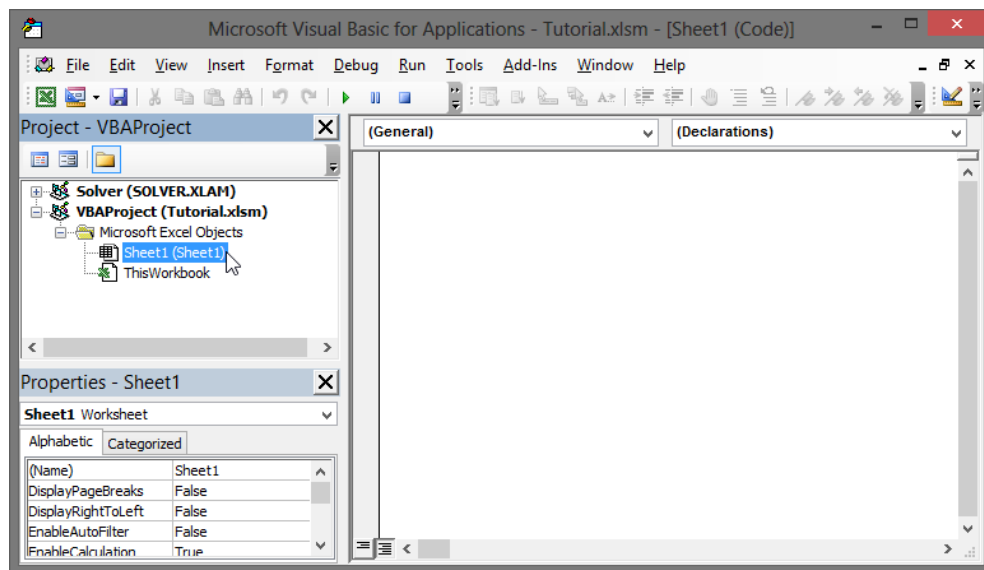 Microsoft Visual Basic for Applications - Tutorial.xlsm - [Sheet1 (Code)]
File Edit View Insert Format Debug Run Tools Add-Ins Window Help
Project - VBAProject
(General) (Declarations)
Solver (SOLVER.XLAM)
VBAProject (Tutorial.xlsm)
Microsoft Excel Objects
Sheet1 (Sheet1)
ThisWorkbook
Properties - Sheet1
Sheet1 Worksheet
Alphabetic Categorized
(Name) Sheet1
DisplayPageBreaks False
DisplayRightToLeft False
EnableAutoFilter False
EnableCalculation True